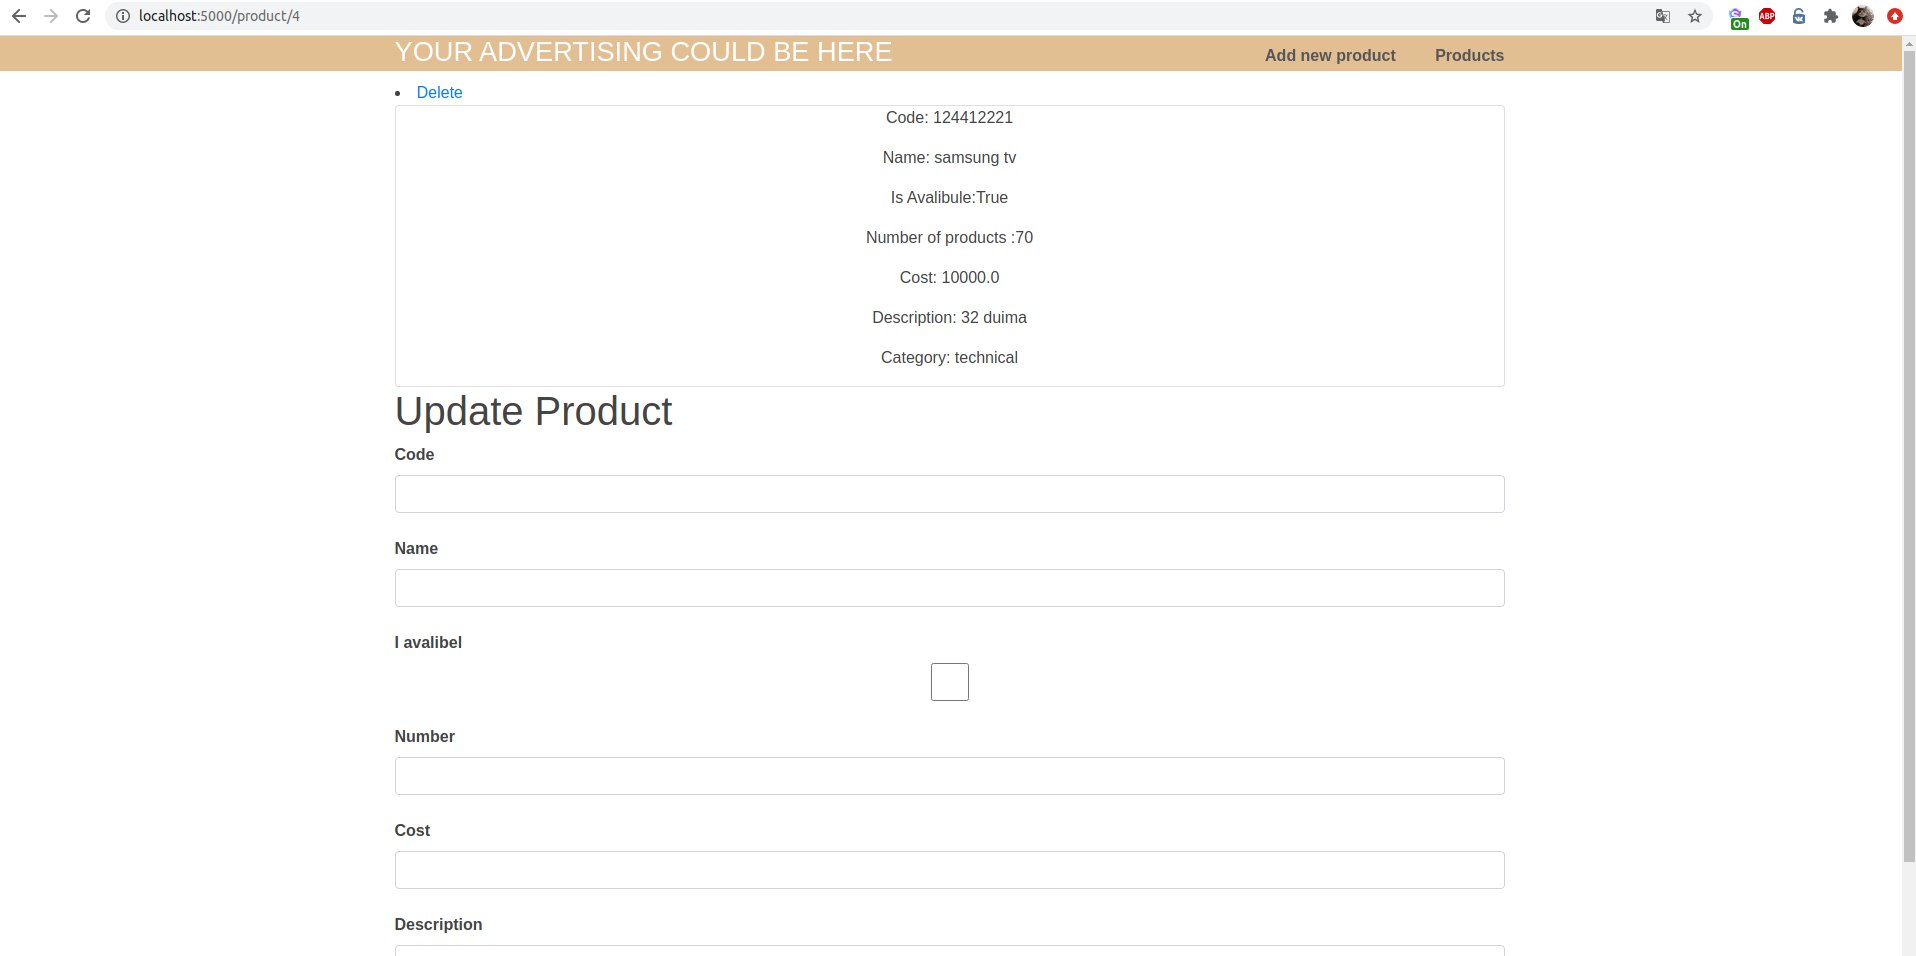 localhost:5000/product/4
On
ABP
YOUR ADVERTISING COULD BE HERE
Add new product
Products
Delete
Code: 124412221
Name: samsung tv
Is Avalibule:True
Number of products :70
Cost: 10000.0
Description: 32 duima
Category: technical
Update Product
Code
Name
I avalibel
Number
Cost
Description